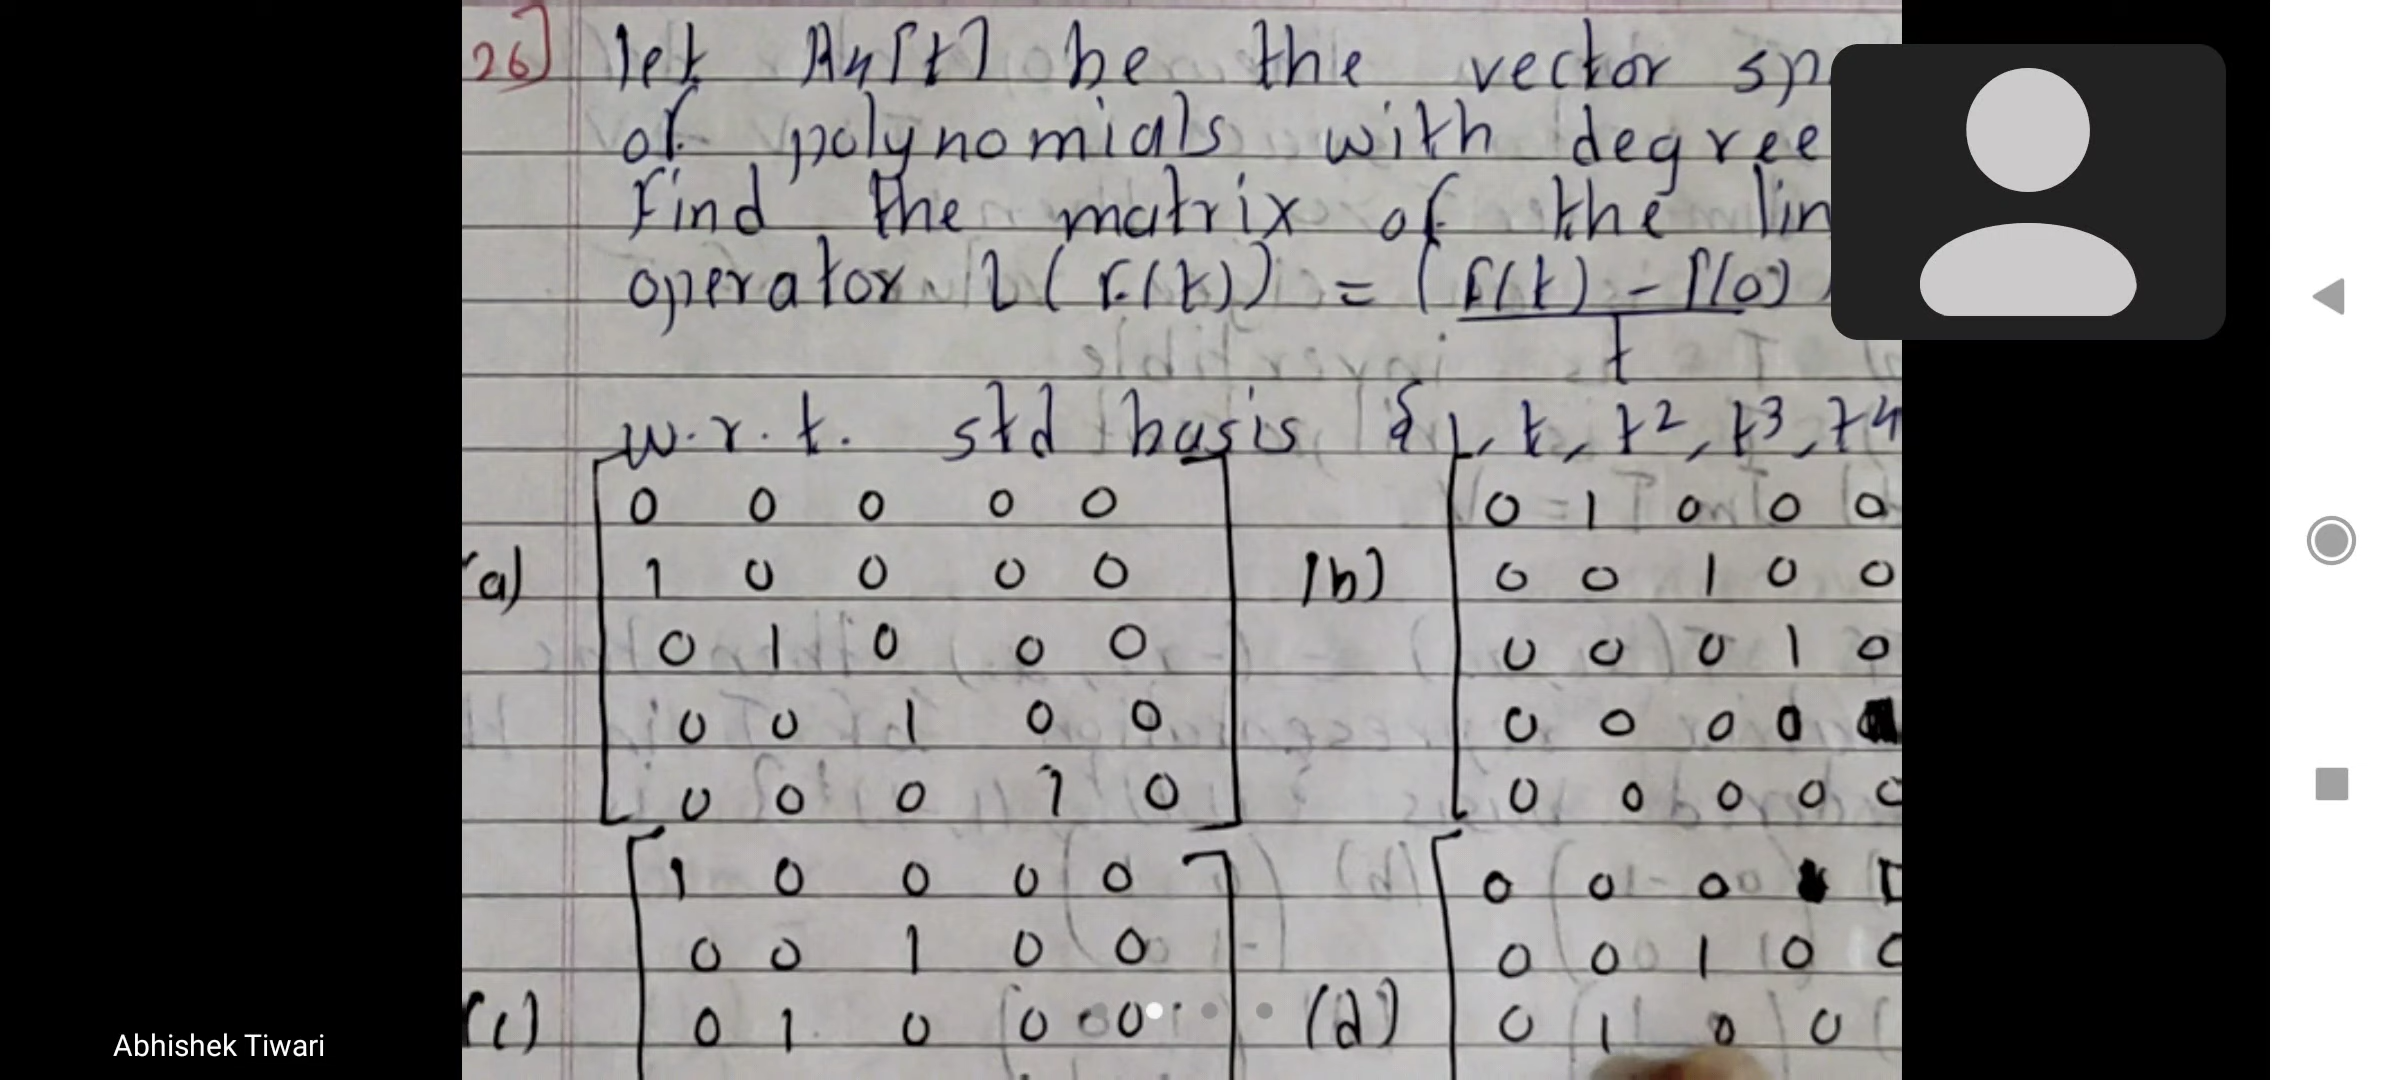 26] let Rn[t] be the vector sp
of polynomials with degree
Find the matrix of the lin
operator L(f(t)) = (f(t) - f(0)
t
w.r.t. std basis {1, t, t2, t3, t4
(a)
0 0 0 0 0
1 0 0 0 0
0 1 0 0 0
0 0 1 0 0
0 0 0 1 0
(b)
0 1 0 0 0
0 0 1 0 0
0 0 0 1 0
0 0 0 0
0 0 0 0 0
(c)
1 0 0 0 0
0 0 1 0 0
0 1 0 0 0
(d)
0 0 0
0 0 1 0 0
0 1 0 0
Abhishek Tiwari